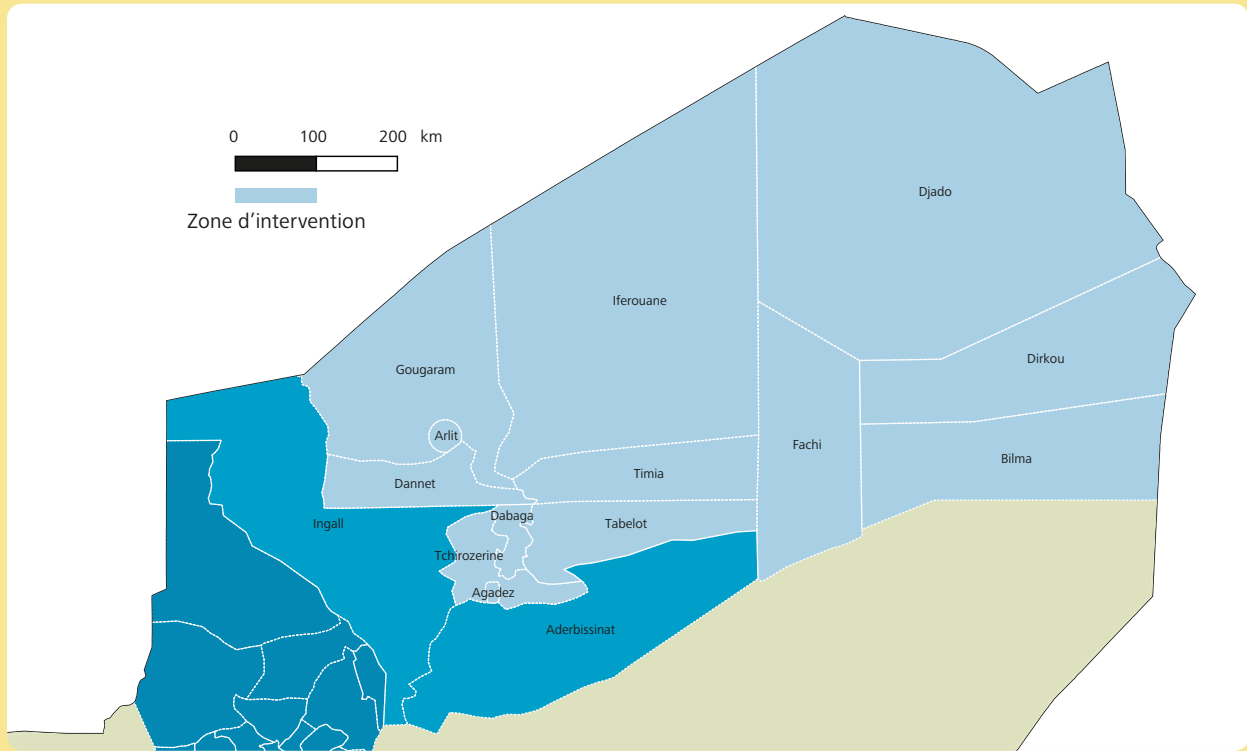 0 100 200 km
Zone d'intervention
Djado
Iferouane
Dirkou
Gougaram
Arlit
Fachi
Bilma
Timia
Dannet
Dabaga
Ingall
Tabelot
Tchirozerine
Agadez
Aderbissinat